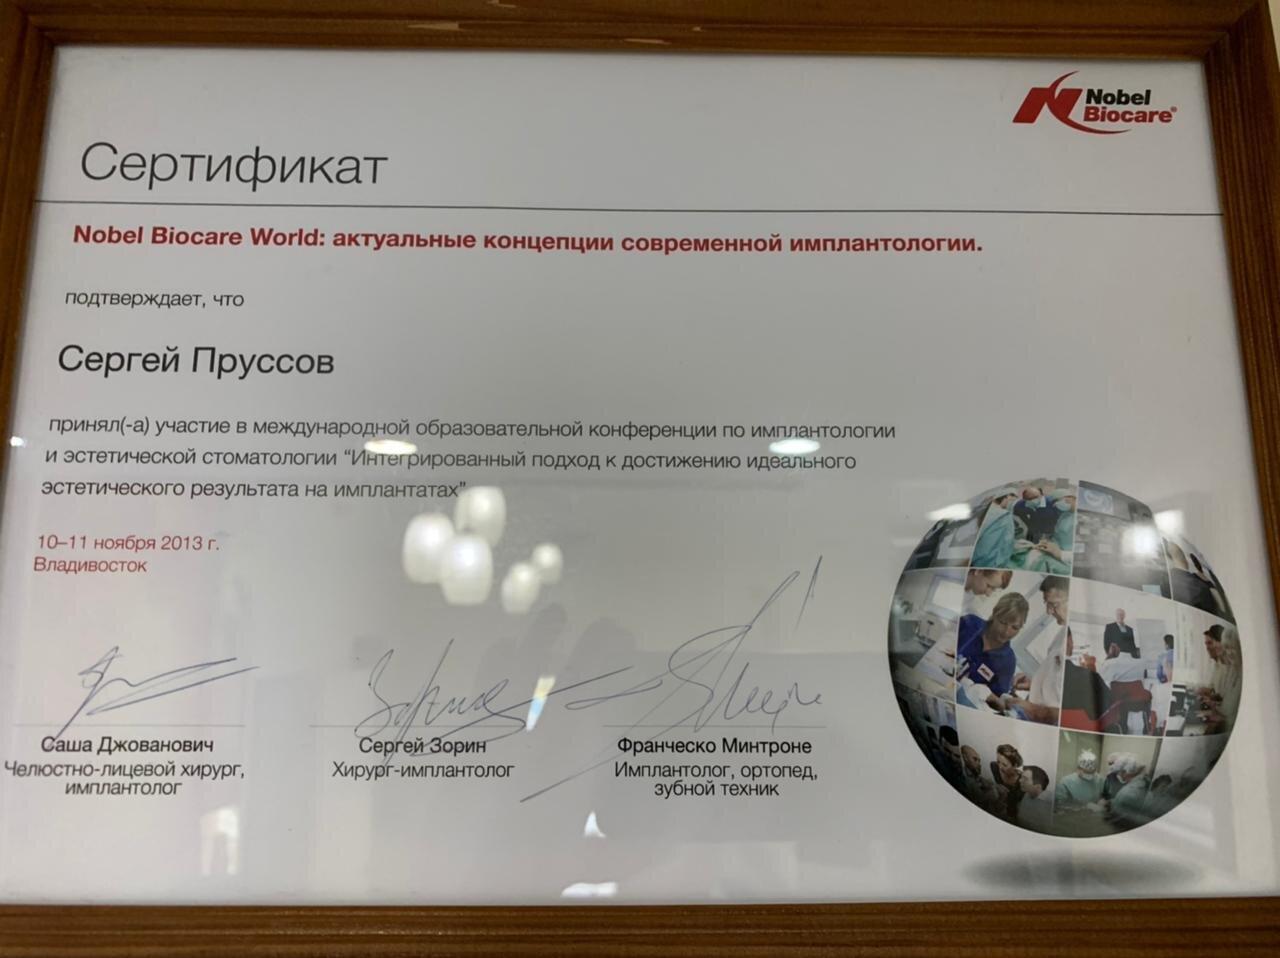 Nobel
Biocare®
Сертификат
Nobel Biocare World: актуальные концепции современной имплантологии.
подтверждает, что
Сергей Пруссов
принял(-а) участие в международной образовательной конференции по имплантологии
и эстетической стоматологии “Интегрированный подход к достижению идеального
эстетического результата на имплантатах”
10–11 ноября 2013 г.
Владивосток
Саша Джованович
Челюстно-лицевой хирург,
имплантолог
Сергей Зорин
Хирург-имплантолог
Франческо Минтроне
Имплантолог, ортопед,
зубной техник